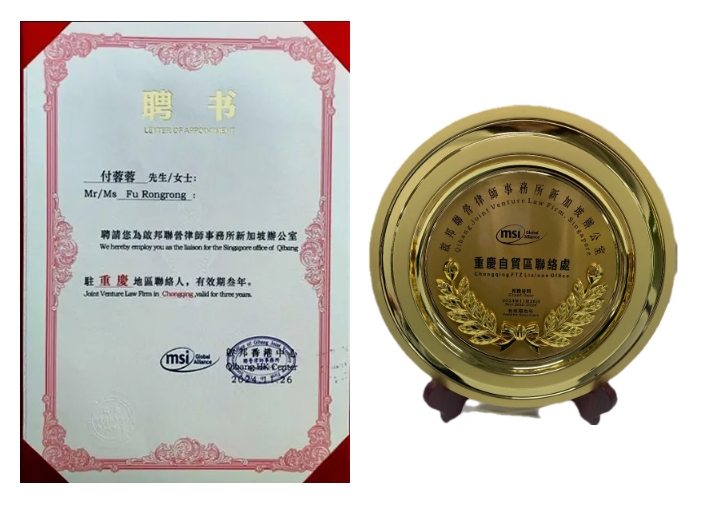 聘书
LETTER OF APPOINTMENT
付蓉蓉 先生/女士:
Mr/Ms Fu Rongrong :
聘請您為啟邦聯營律師事務所新加坡辦公室
We hereby employ you as the liaison for the Singapore office of Qibang
駐 重慶 地區聯絡人，有效期叁年。
Joint Venture Law Firm in Chongqing ,valid for three years.
msi Global Alliance
啟邦香港中心
Qibang HK Center
2024.11.26
啟邦聯營律師事務所新加坡辦公室
Qibang Joint Venture Law Firm, Singapore
msi Global Alliance
重慶自貿區聯絡處
Chongqing FTZ Liaison Office